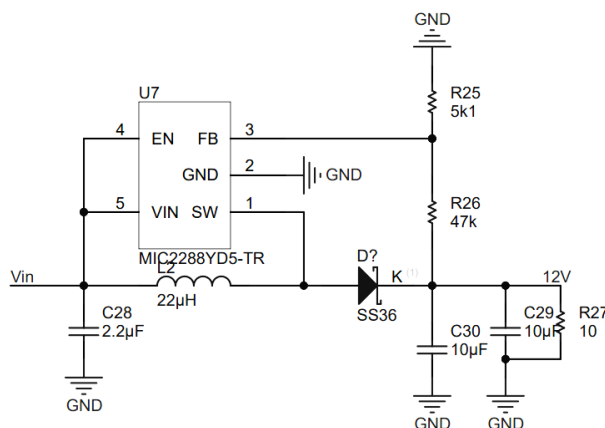 GND
U7
R25
5k1
4
EN
FB
3
GND
2
GND
R26
47k
5
VIN
SW
1
MIC2288YD5-TR
L2
D?
Vin
K (1)
12V
22µH
SS36
C28
2.2µF
C29
10µF
R27
10
C30
10µF
GND
GND
GND